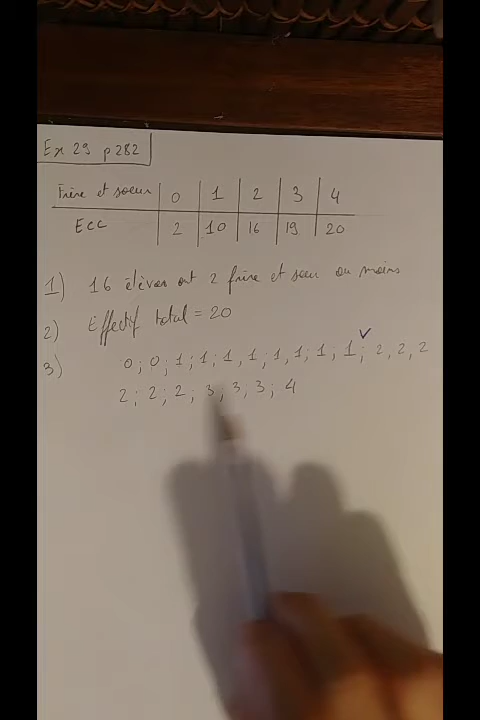 Ex 29 p 282
Frère et soeur 0 1 2 3 4
ECC 2 10 16 19 20
1) 16 élèves ont 2 frère et soeur ou moins
2) Effectif total = 20
3) 0; 0; 1; 1; 1, 1; 1, 1; 1, 1; 2, 2, 2
2; 2; 2; 3; 3, 3; 4